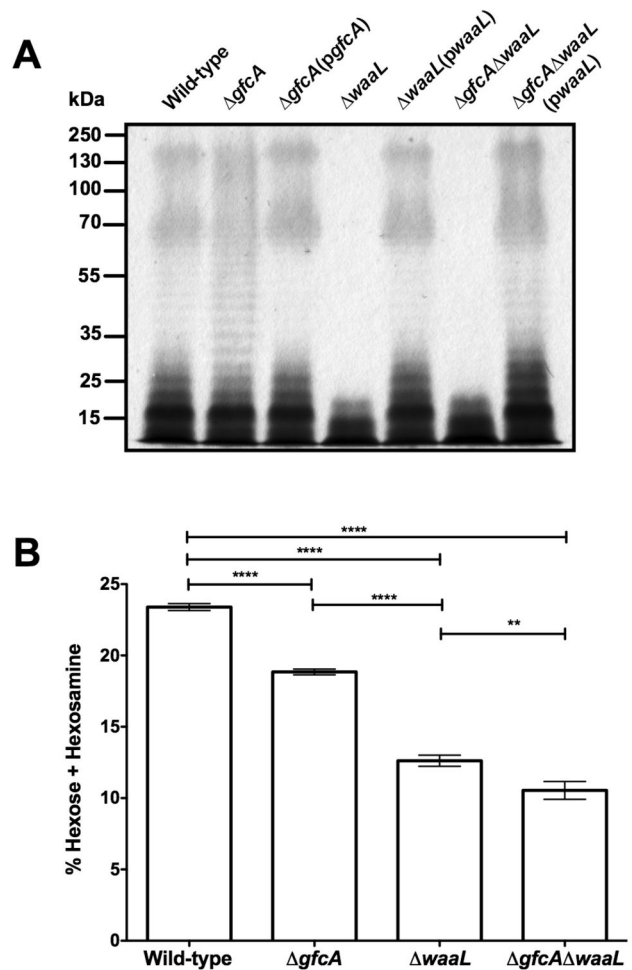 A
kDa
Wild-type
ΔgfcA
ΔgfcA(pgfcA)
ΔwaaL
ΔwaaL(pwaaL)
ΔgfcAΔwaaL
ΔgfcAΔwaaL
(pwaaL)
250
130
100
70
55
35
25
15
B
****
****
****
****
**
% Hexose + Hexosamine
25
20
15
10
5
0
Wild-type
ΔgfcA
ΔwaaL
ΔgfcAΔwaaL